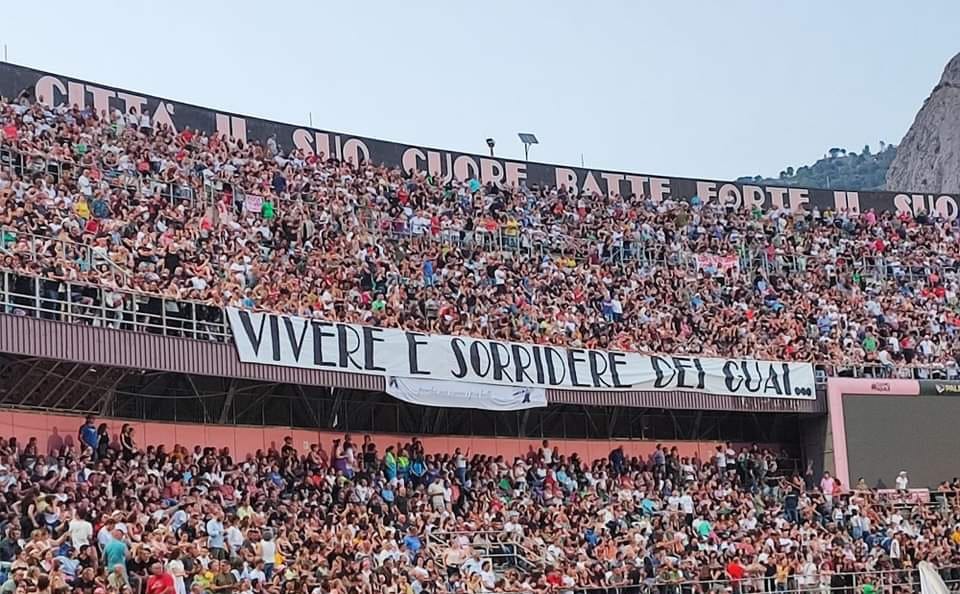 CITTÀ IL SUO CUORE BATTE FORTE IL SUO
VIVERE E SORRIDERE DEI GUAI...